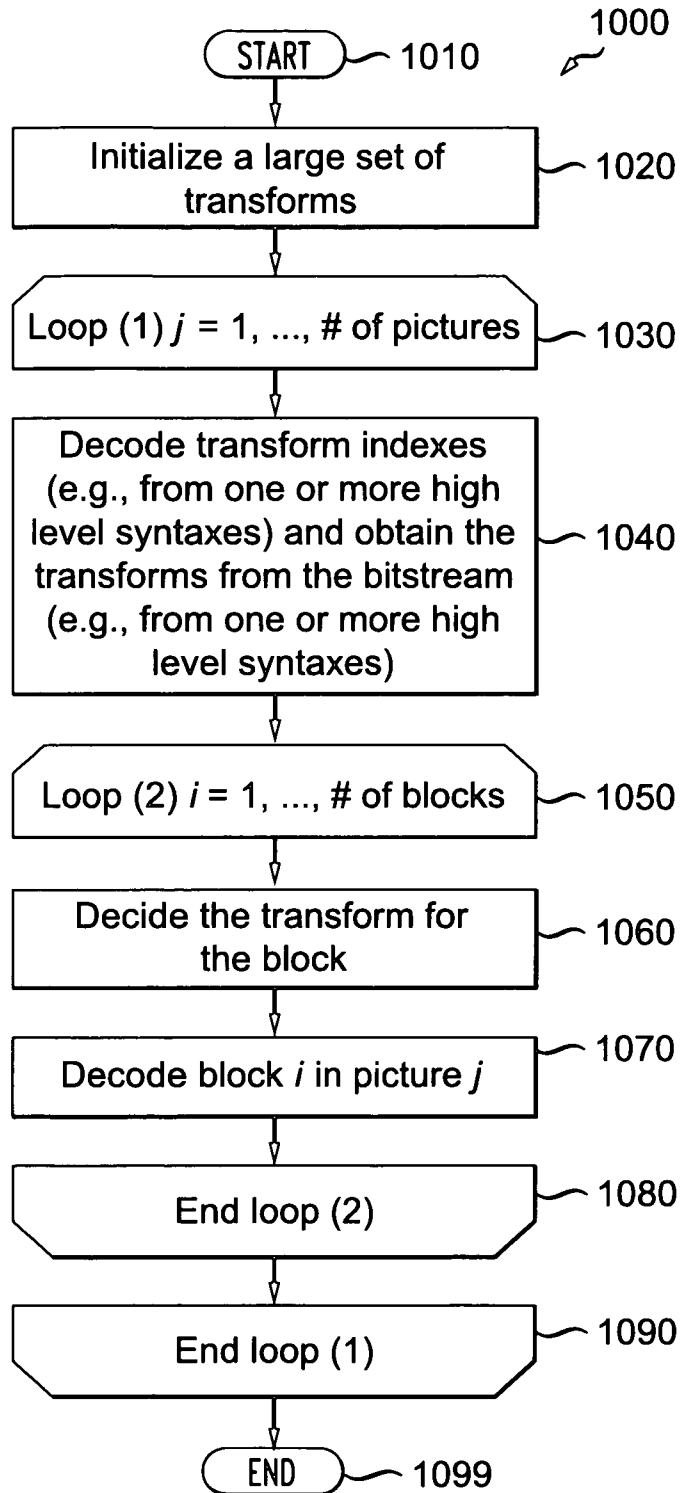 1000
START 1010
Initialize a large set of
transforms
1020
Loop (1) j = 1, ..., # of pictures
1030
Decode transform indexes
(e.g., from one or more high
level syntaxes) and obtain the
transforms from the bitstream
(e.g., from one or more high
level syntaxes)
1040
Loop (2) i = 1, ..., # of blocks
1050
Decide the transform for
the block
1060
Decode block i in picture j
1070
End loop (2)
1080
End loop (1)
1090
END 1099